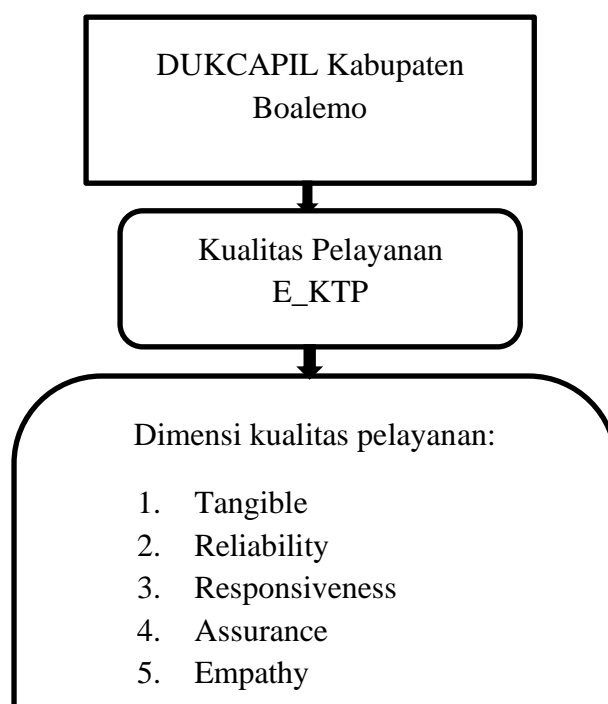 DUKCAPIL Kabupaten
Boalemo
Kualitas Pelayanan
E_KTP
Dimensi kualitas pelayanan:
1. Tangible
2. Reliability
3. Responsiveness
4. Assurance
5. Empathy